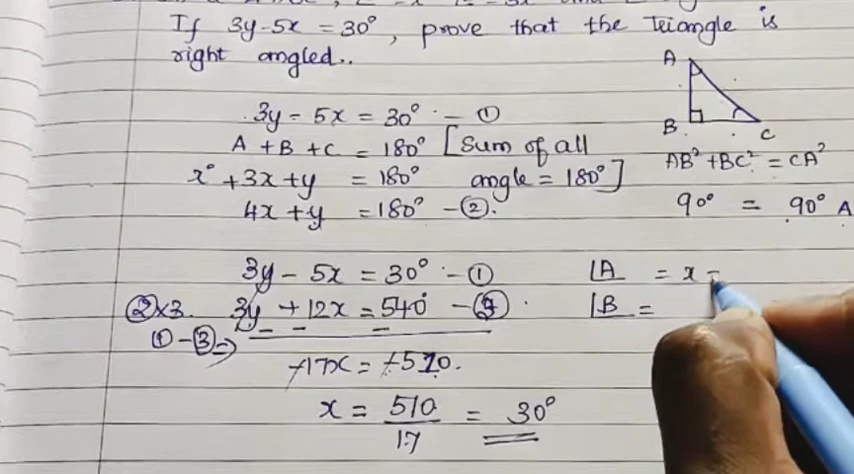 If 3y-5x = 30°, prove that the Triangle is
right angled..
A
B
C
3y - 5x = 30° - ①
A + B + C = 180° [Sum of all
angle = 180°]
x° + 3x + y = 180°
4x + y = 180° - ②.
AB² + BC² = CA²
90° = 90° A
3y - 5x = 30° - ①
② x 3. 3y + 12x = 540° - ③.
- - -
① - ③ ⇒
-17x = -510.
x = 510/17 = 30°
∠A = x =
∠B =